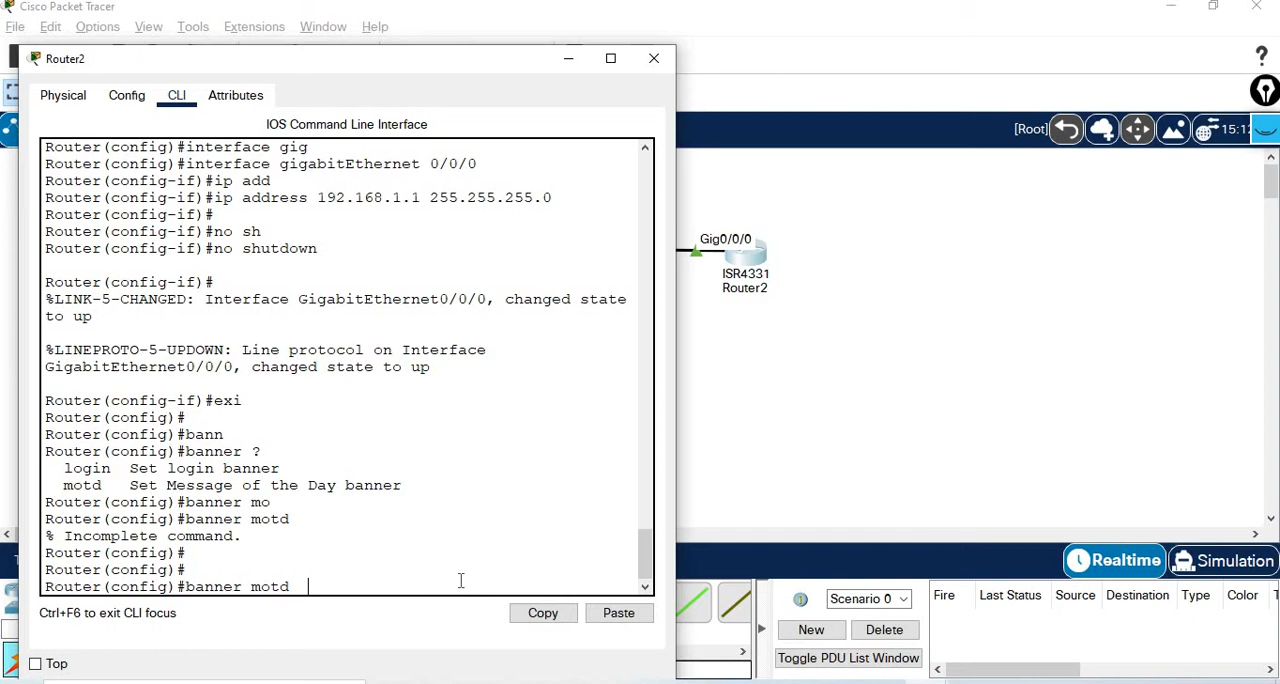 Cisco Packet Tracer
File Edit Options View Tools Extensions Window Help
Router2
Physical Config CLI Attributes
IOS Command Line Interface
Router(config)#interface gig
Router(config)#interface gigabitEthernet 0/0/0
Router(config-if)#ip add
Router(config-if)#ip address 192.168.1.1 255.255.255.0
Router(config-if)#
Router(config-if)#no sh
Router(config-if)#no shutdown
Router(config-if)#
%LINK-5-CHANGED: Interface GigabitEthernet0/0/0, changed state
to up
%LINEPROTO-5-UPDOWN: Line protocol on Interface
GigabitEthernet0/0/0, changed state to up
Router(config-if)#exi
Router(config)#
Router(config)#bann
Router(config)#banner ?
login Set login banner
motd Set Message of the Day banner
Router(config)#banner mo
Router(config)#banner motd
% Incomplete command.
Router(config)#
Router(config)#
Router(config)#banner motd
Ctrl+F6 to exit CLI focus
Copy Paste
Top
[Root]
Gig0/0/0
ISR4331
Router2
Realtime Simulation
Scenario 0
New Delete
Toggle PDU List Window
Fire Last Status Source Destination Type Color